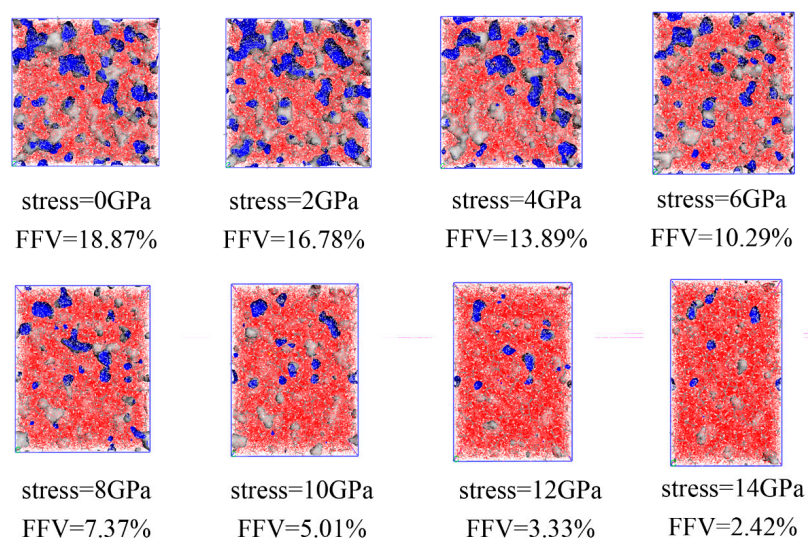 stress=0GPa
FFV=18.87%
stress=2GPa
FFV=16.78%
stress=4GPa
FFV=13.89%
stress=6GPa
FFV=10.29%
stress=8GPa
FFV=7.37%
stress=10GPa
FFV=5.01%
stress=12GPa
FFV=3.33%
stress=14GPa
FFV=2.42%